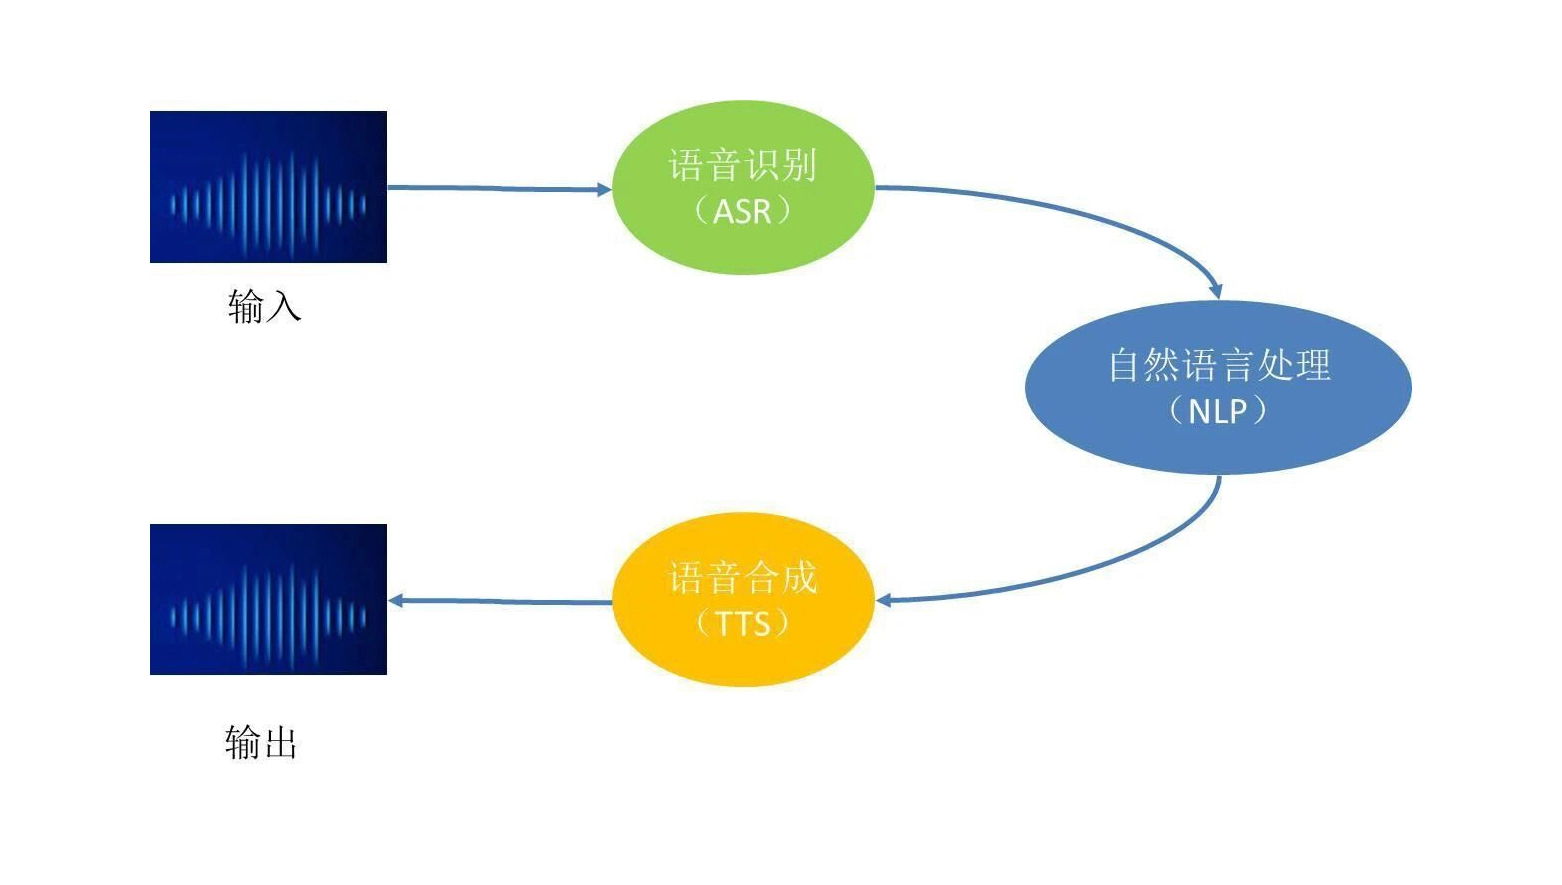 语音识别
（ASR）
输入
自然语言处理
（NLP）
语音合成
（TTS）
输出